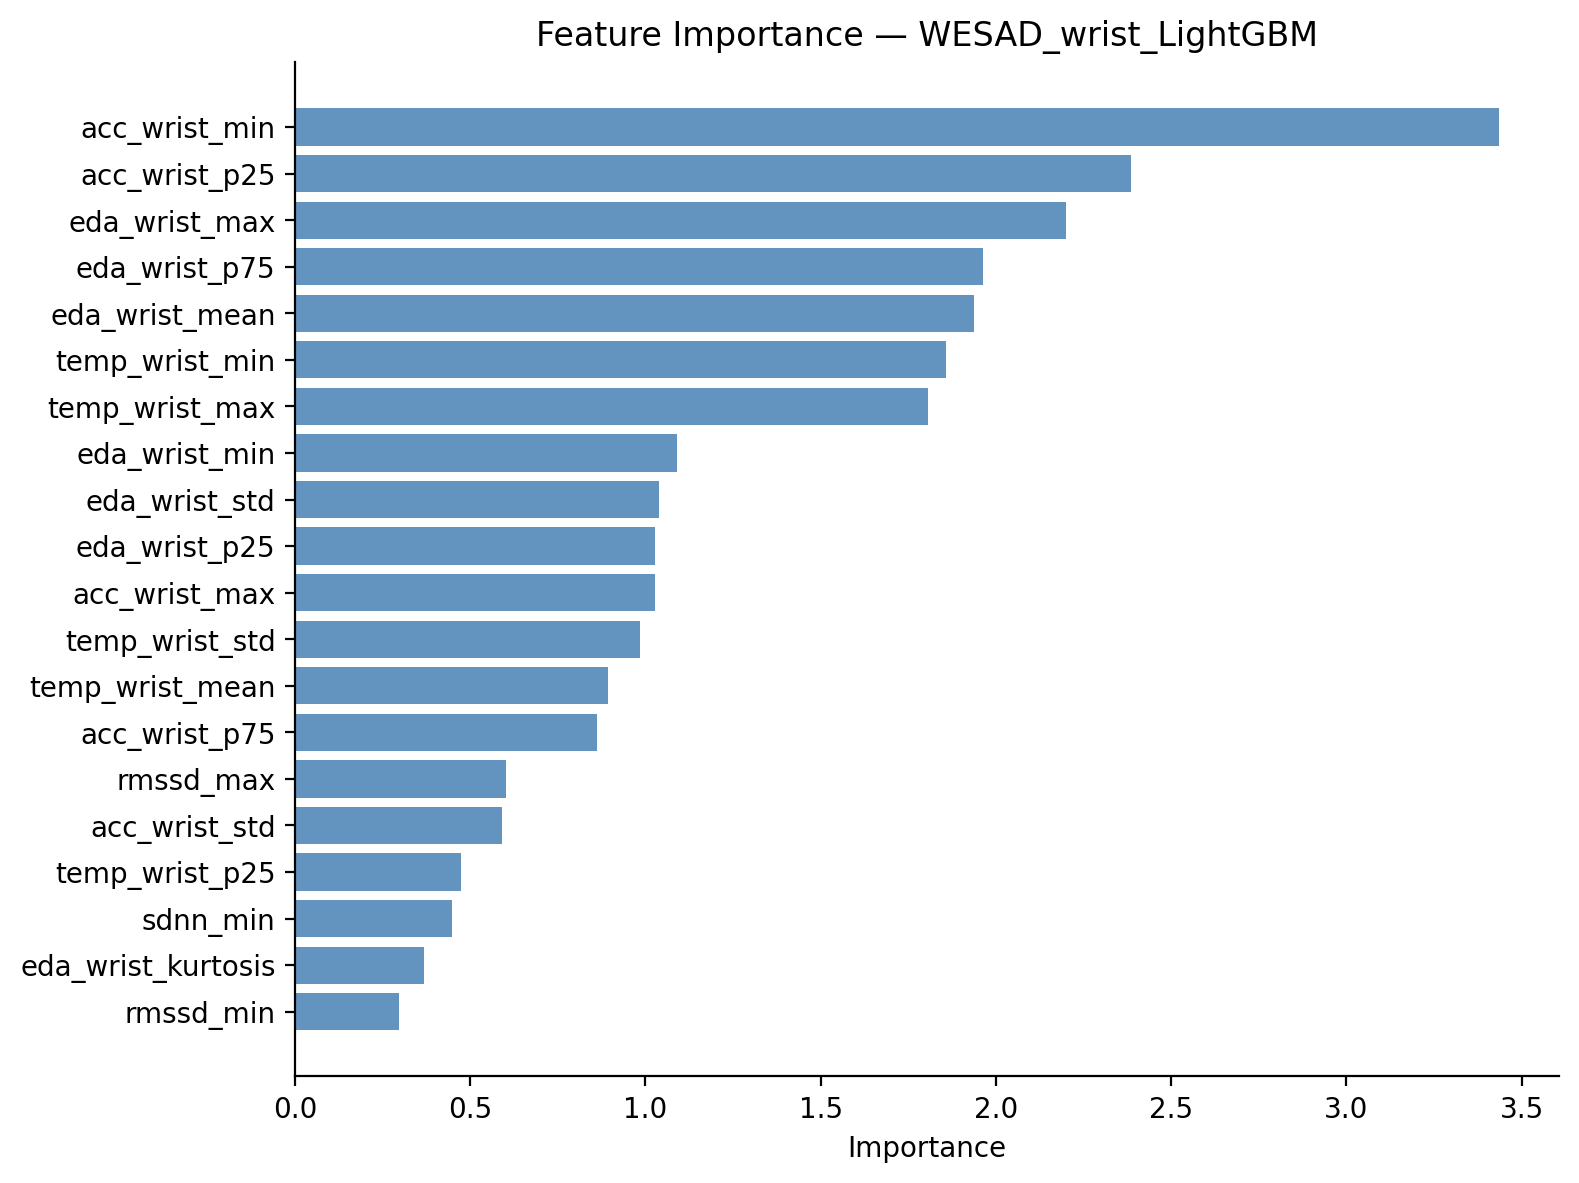 Feature Importance — WESAD_wrist_LightGBM
acc_wrist_min
acc_wrist_p25
eda_wrist_max
eda_wrist_p75
eda_wrist_mean
temp_wrist_min
temp_wrist_max
eda_wrist_min
eda_wrist_std
eda_wrist_p25
acc_wrist_max
temp_wrist_std
temp_wrist_mean
acc_wrist_p75
rmssd_max
acc_wrist_std
temp_wrist_p25
sdnn_min
eda_wrist_kurtosis
rmssd_min
0.0 0.5 1.0 1.5 2.0 2.5 3.0 3.5
Importance